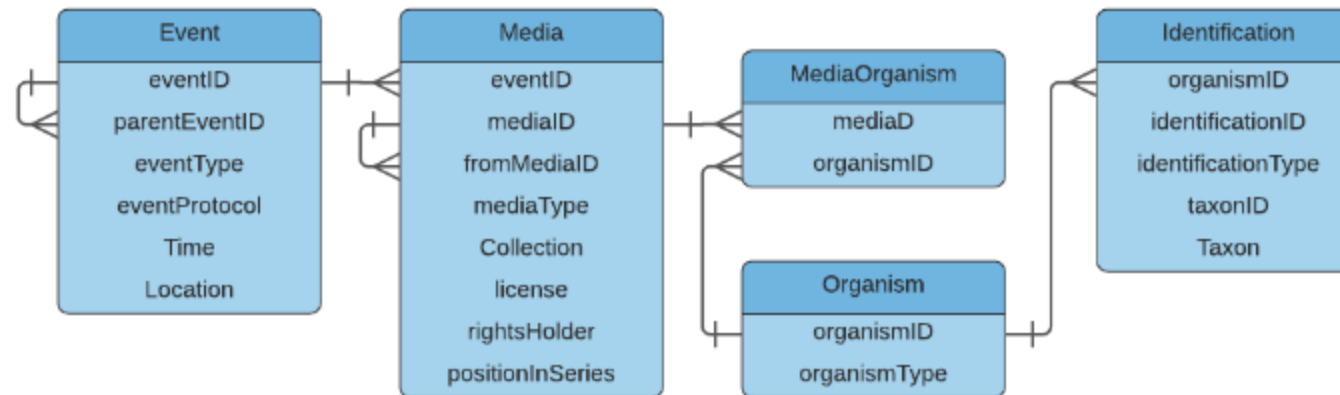 Event
eventID
parentEventID
eventType
eventProtocol
Time
Location
Media
eventID
mediaID
fromMediaID
mediaType
Collection
license
rightsHolder
positionInSeries
MediaOrganism
mediaD
organismID
Organism
organismID
organismType
Identification
organismID
identificationID
identificationType
taxonID
Taxon